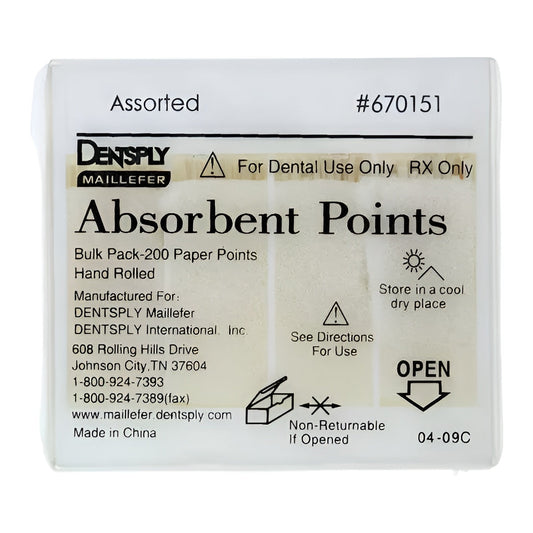 Assorted #670151
DENTSPLY
MAILLEFER
For Dental Use Only RX Only
Absorbent Points
Bulk Pack-200 Paper Points
Hand Rolled
Manufactured For:
DENTSPLY Maillefer
DENTSPLY International. Inc.
608 Rolling Hills Drive
Johnson City,TN 37604
1-800-924-7393
1-800-924-7389(fax)
www.maillefer.dentsply.com
Made in China
See Directions
For Use
Non-Returnable
If Opened
Store in a cool
dry place
OPEN
04-09C